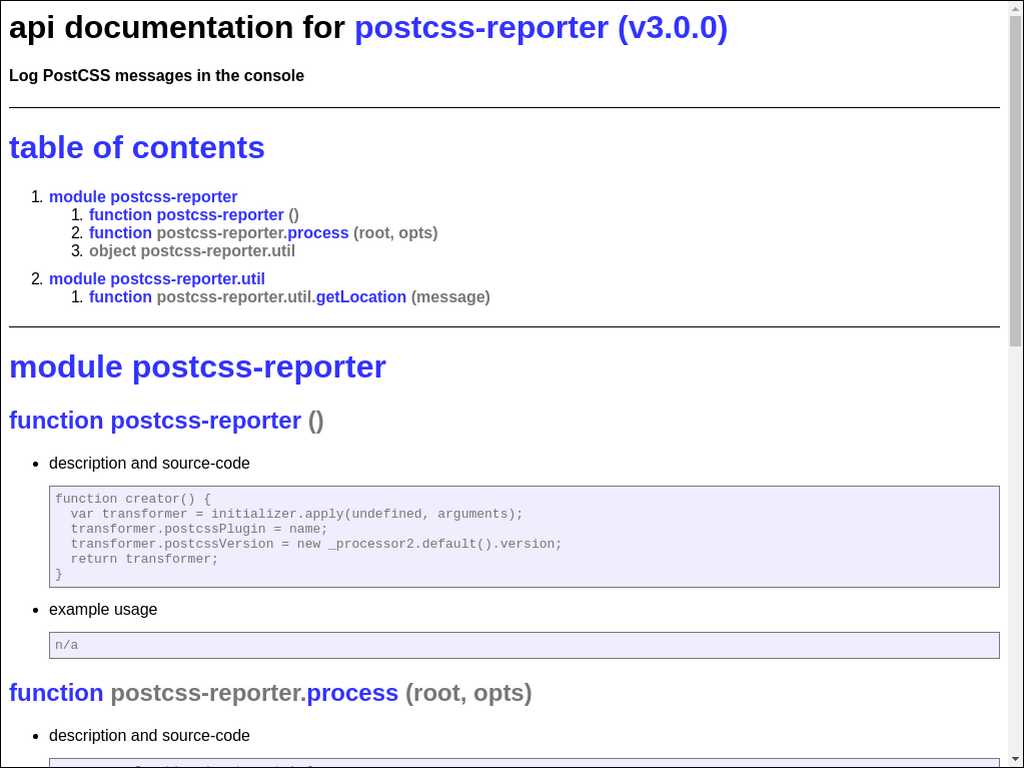 api documentation for postcss-reporter (v3.0.0)
Log PostCSS messages in the console
table of contents
1. module postcss-reporter
1. function postcss-reporter ()
2. function postcss-reporter.process (root, opts)
3. object postcss-reporter.util
2. module postcss-reporter.util
1. function postcss-reporter.util.getLocation (message)
module postcss-reporter
function postcss-reporter ()
• description and source-code
function creator() {
  var transformer = initializer.apply(undefined, arguments);
  transformer.postcssPlugin = name;
  transformer.postcssVersion = new _processor2.default().version;
  return transformer;
}
• example usage
n/a
function postcss-reporter.process (root, opts)
• description and source-code